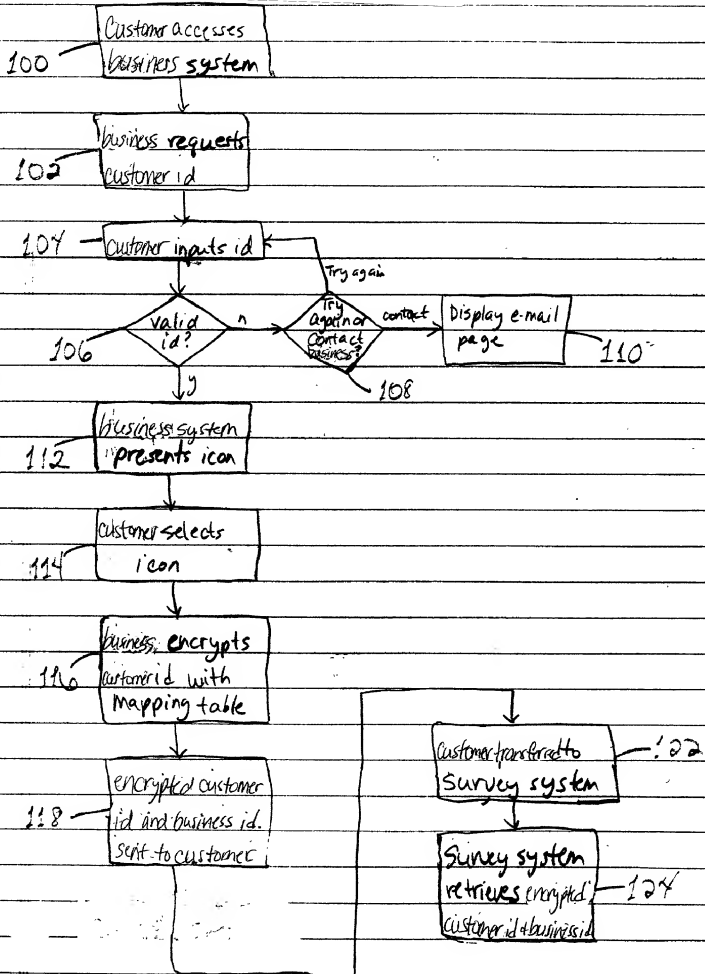 Customer accesses
business system
100
business requests
customer id
102
customer inputs id
104
Try again
valid
id?
106
n
y
Try
again or
contact
business?
108
contact
Display e-mail
page
110
business system
presents icon
112
customer selects
icon
114
business encrypts
customer id with
mapping table
116
encrypted customer
id and business id
sent to customer
118
customer transferred to
survey system
122
Survey system
retrieves encrypted
customer id + business id
124